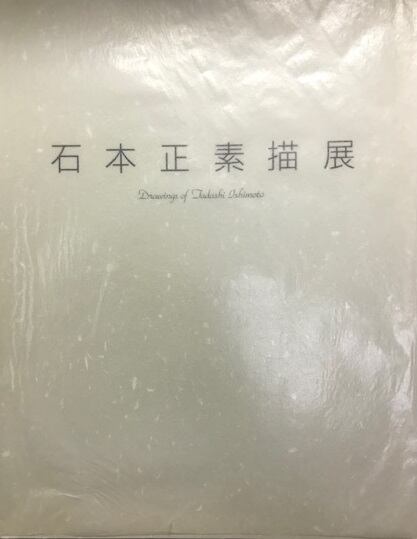 石本正素描展
Drawings of Tadashi Ishimoto